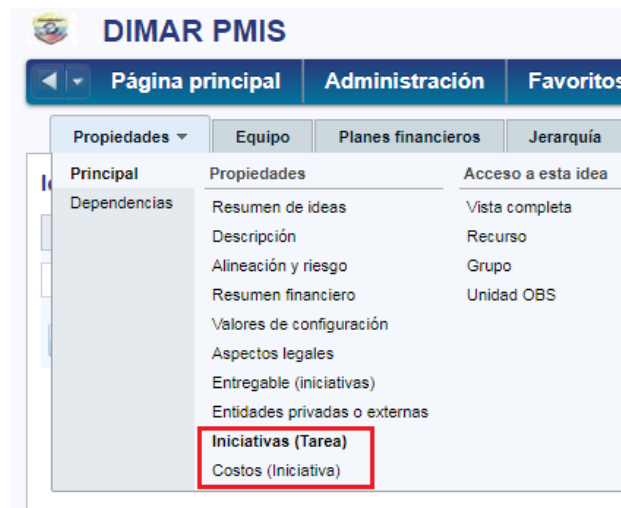 DIMAR PMIS
Página principal Administración Favoritos
Propiedades Equipo Planes financieros Jerarquía
Principal Propiedades Acceso a esta idea
Dependencias Resumen de ideas Vista completa
Descripción Recurso
Alineación y riesgo Grupo
Resumen financiero Unidad OBS
Valores de configuración
Aspectos legales
Entregable (iniciativas)
Entidades privadas o externas
Iniciativas (Tarea)
Costos (Iniciativa)